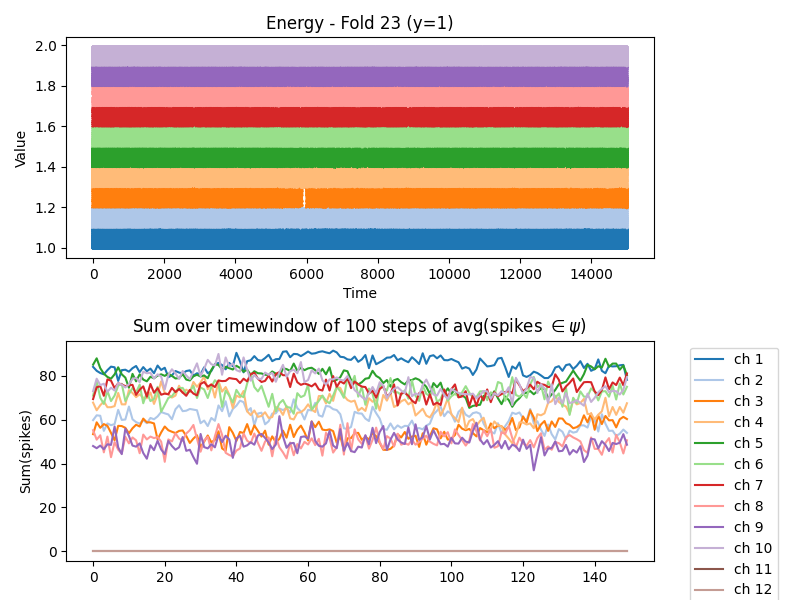 Energy - Fold 23 (y=1)
2.0
1.8
1.6
1.4
1.2
1.0
Value
0 2000 4000 6000 8000 10000 12000 14000
Time
Sum over timewindow of 100 steps of avg(spikes ∈ ψ)
80
60
40
20
0
Sum(spikes)
0 20 40 60 80 100 120 140
ch 1
ch 2
ch 3
ch 4
ch 5
ch 6
ch 7
ch 8
ch 9
ch 10
ch 11
ch 12